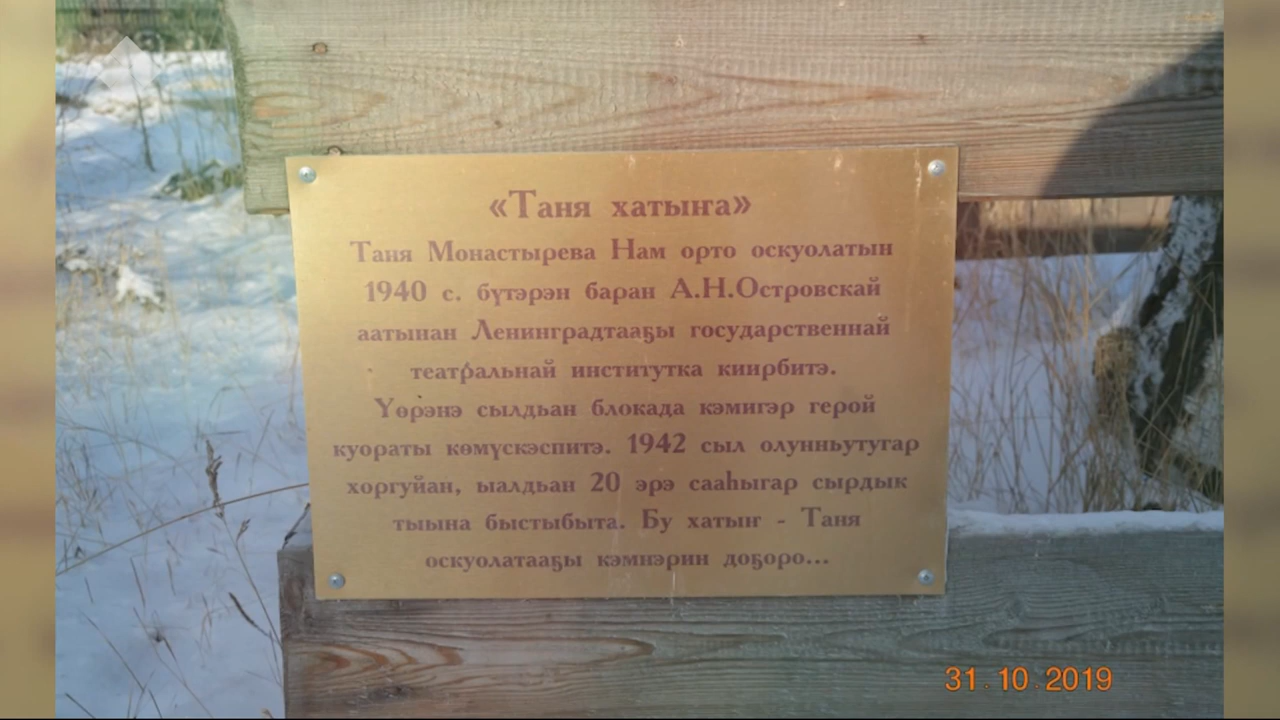 «Таня хатыҥа»
Таня Монастырева Нам орто оскуолатын
1940 с. бүтэрэн баран А.Н.Островскай
аатынан Ленинградтааҕы государственнай
театральнай институтка киирбитэ.
Үөрэнэ сылдьан блокада кэмигэр герой
куораты көмүскэспитэ. 1942 сыл олунньутугар
хоргуйан, ыалдьан 20 эрэ сааһыгар сырдык
тыына быстыбыта. Бу хатыҥ - Таня
оскуолатааҕы кэмнэрин доҕоро...
31.10.2019